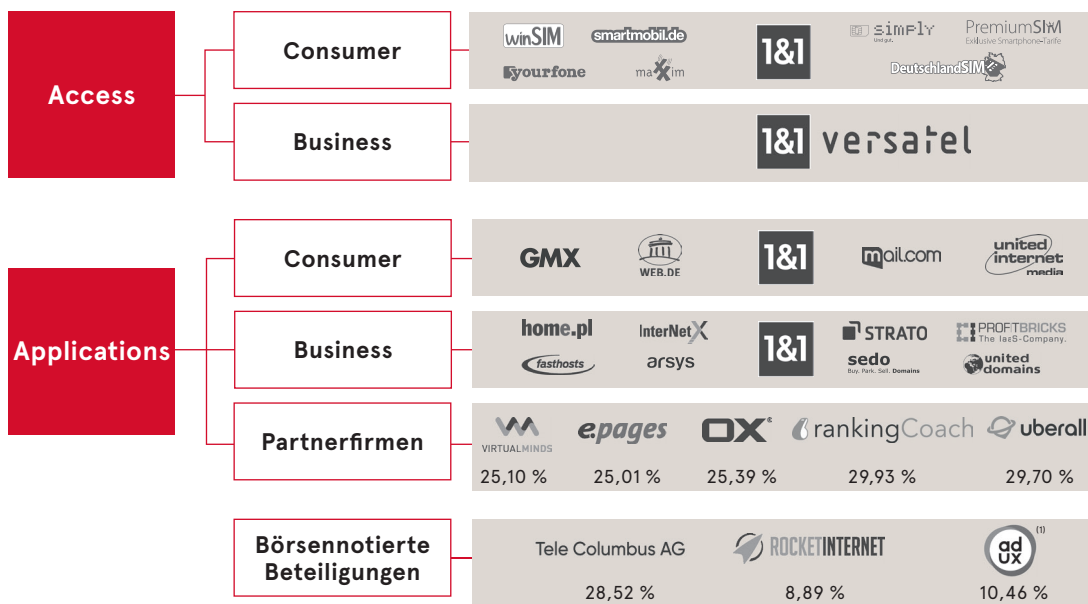 Access
Consumer
winSIM
smartmobil.de
1&1
simply
Und gut.
PremiumSIM
Exklusive Smartphone-Tarife
yourfone
maXXim
DeutschlandSIM
Business
1&1 versatel
Applications
Consumer
GMX
WEB.DE
1&1
mail.com
united
internet
media
Business
home.pl
InterNetX
1&1
STRATO
PROFITBRICKS
The IaaS-Company.
fasthosts
arsys
sedo
Buy. Park. Sell. Domains
united
domains
Partnerfirmen
VIRTUALMINDS
epages
OX®
rankingCoach
uberall
25,10 %
25,01 %
25,39 %
29,93 %
29,70 %
Börsennotierte
Beteiligungen
Tele Columbus AG
ROCKETINTERNET
ad
ux
(1)
28,52 %
8,89 %
10,46 %